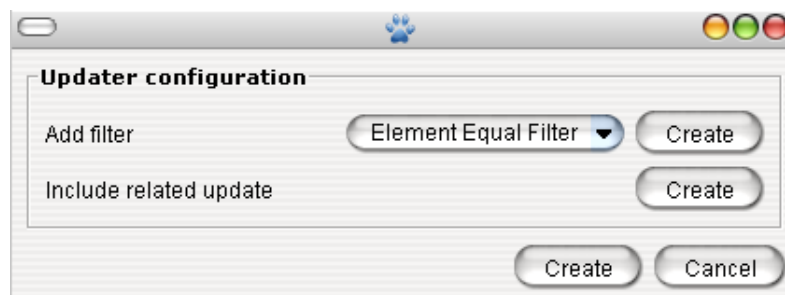 Updater configuration
Add filter Element Equal Filter Create
Include related update Create
Create Cancel